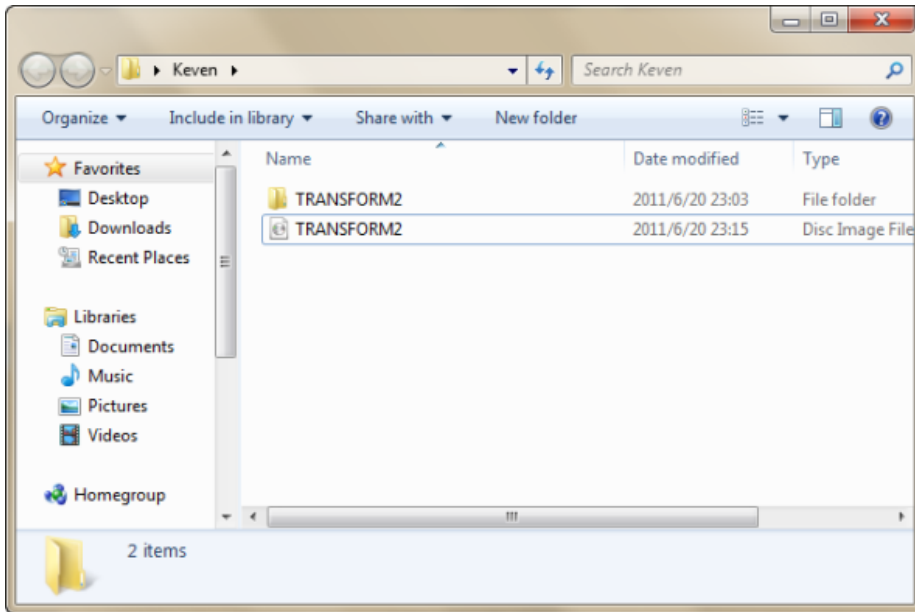 Keven
Search Keven
Organize Include in library Share with New folder
Name Date modified Type
TRANSFORM2 2011/6/20 23:03 File folder
TRANSFORM2 2011/6/20 23:15 Disc Image File
Favorites
Desktop
Downloads
Recent Places
Libraries
Documents
Music
Pictures
Videos
Homegroup
2 items